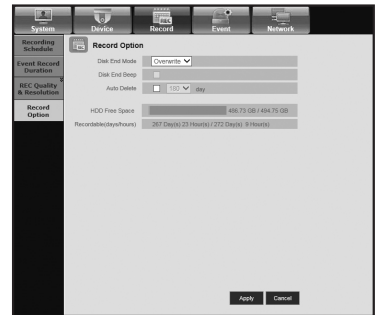 System Device Record Event Network
Recording
Schedule
Event Record
Duration
REC Quality
& Resolution
Record
Option
Record Option
Disk End Mode Overwrite
Disk End Beep
Auto Delete 180 day
HDD Free Space 486.73 GB / 494.75 GB
Recordable(days/hours) 267 Day(s) 23 Hour(s) / 272 Day(s) 9 Hour(s)
Apply Cancel